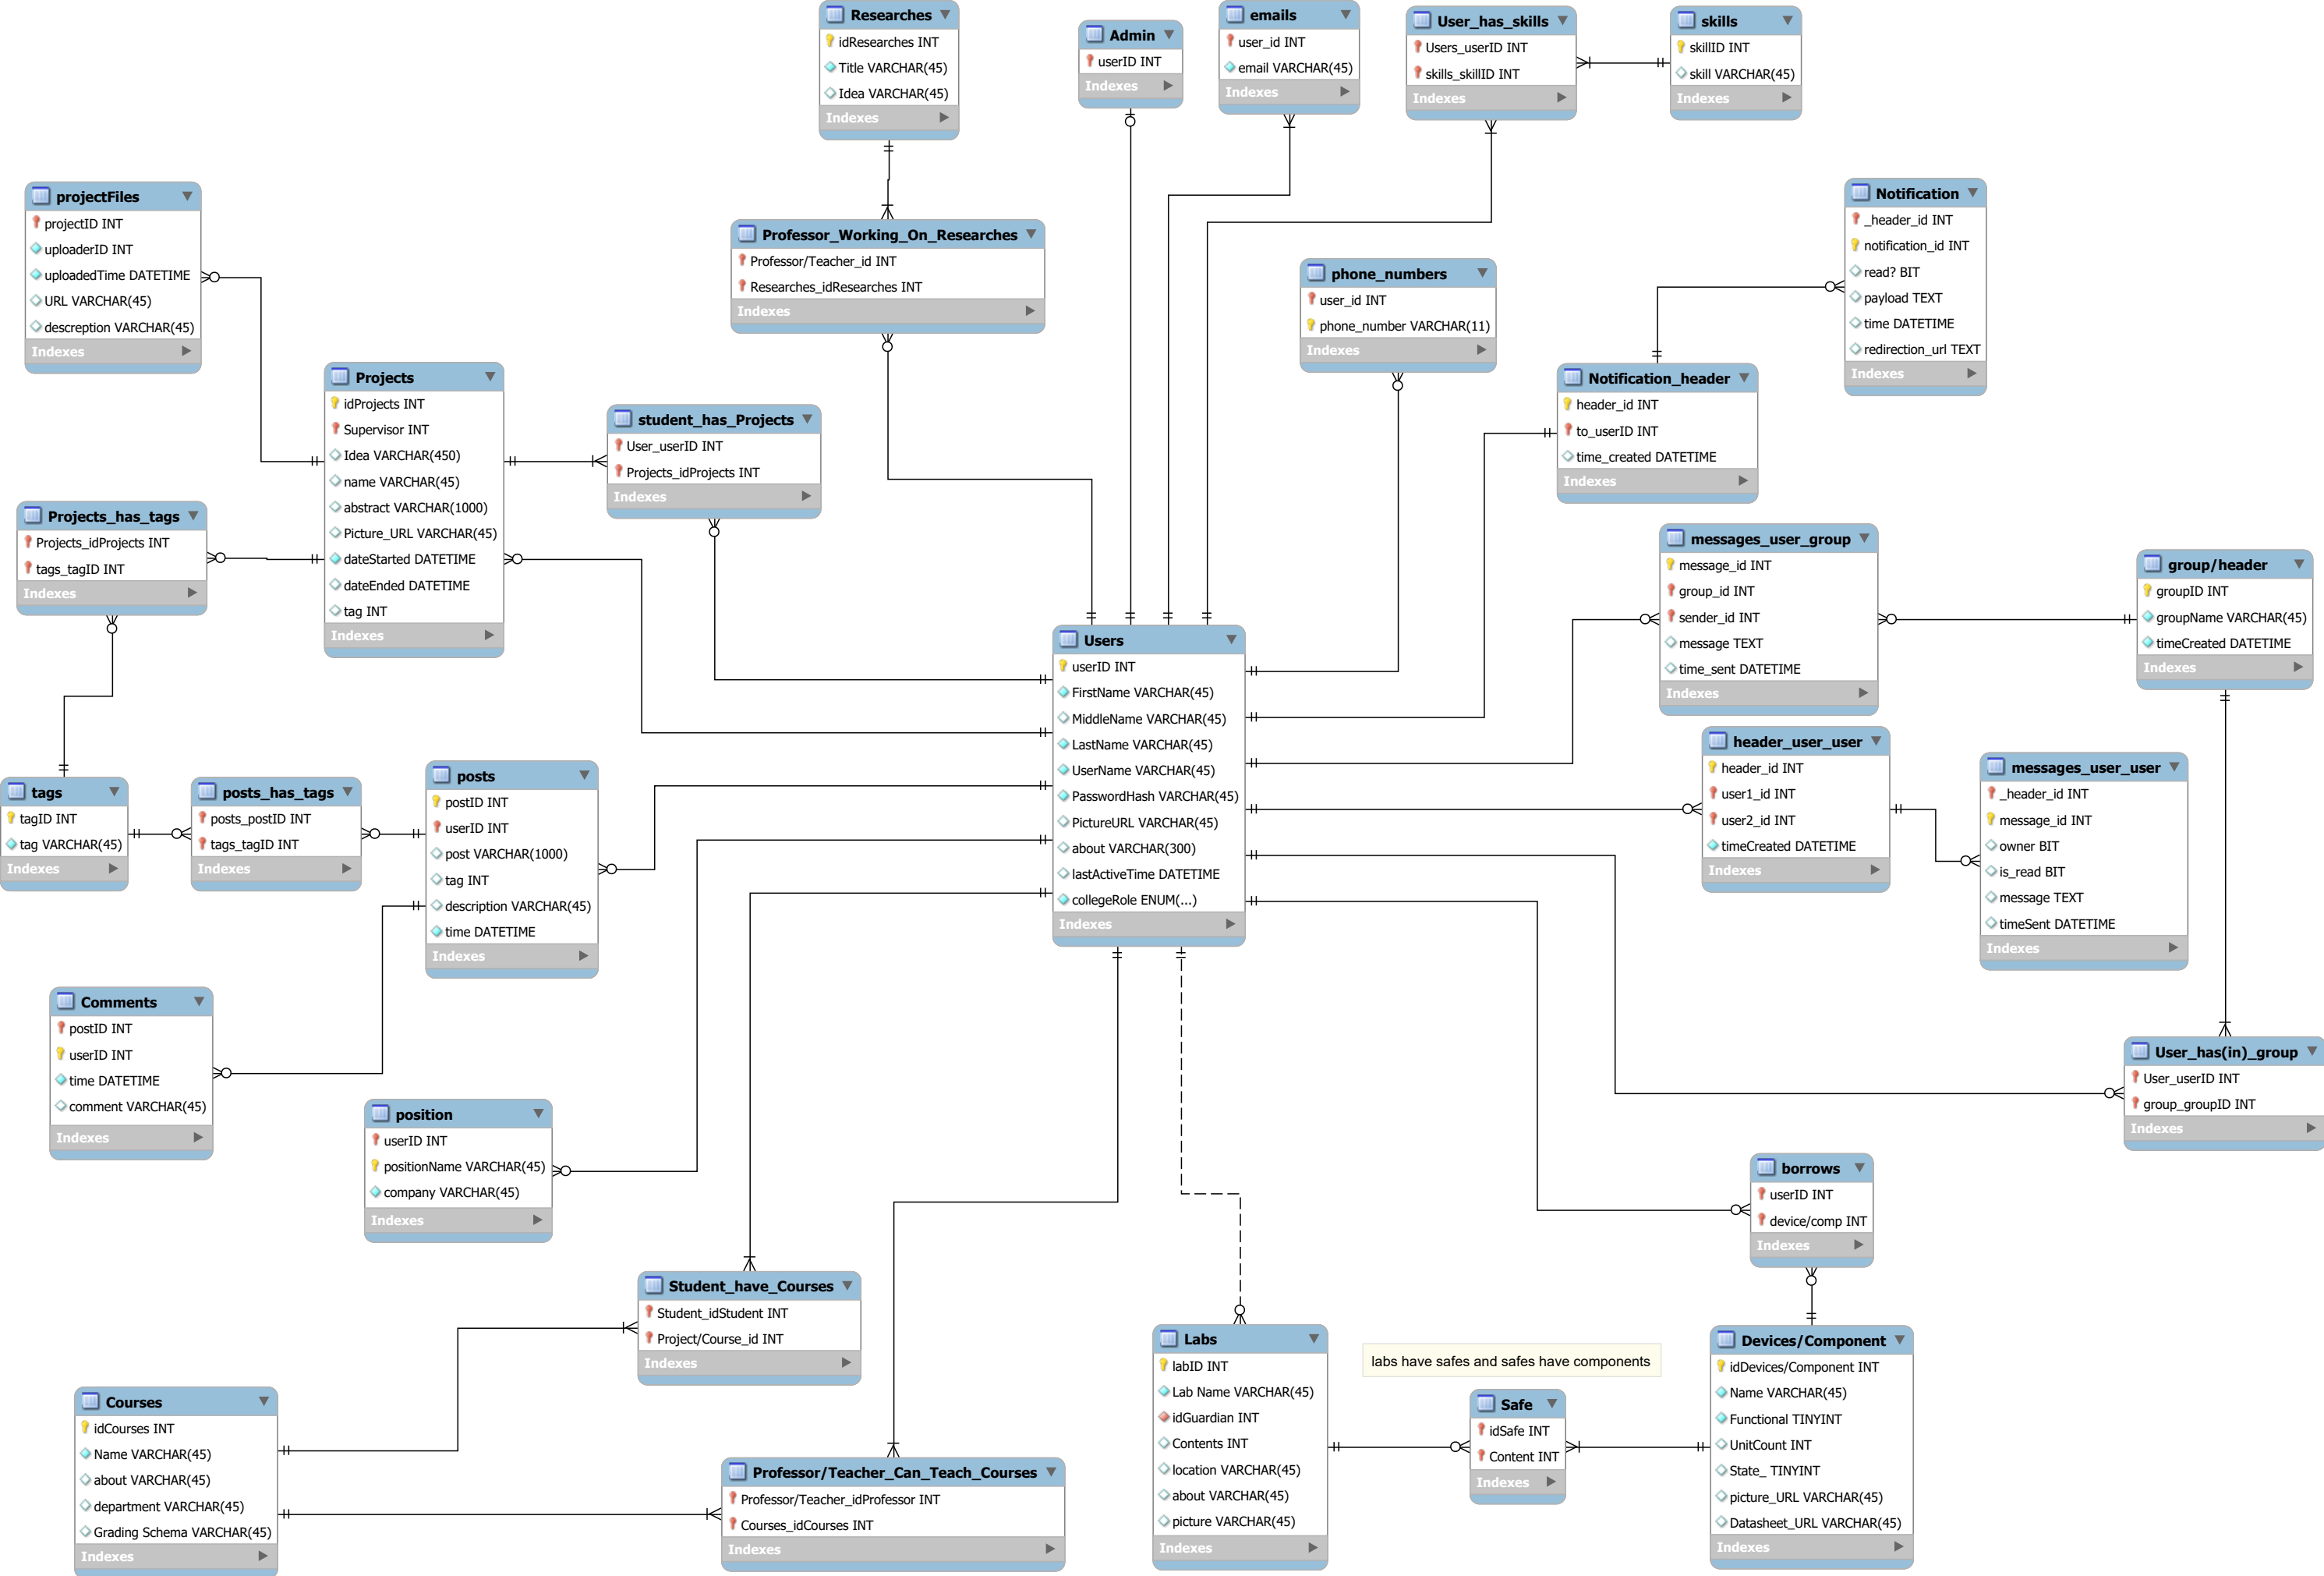 Researches
idResearches INT
Title VARCHAR(45)
Idea VARCHAR(45)
Indexes
Admin
userID INT
Indexes
emails
user_id INT
email VARCHAR(45)
Indexes
User_has_skills
Users_userID INT
skills_skillID INT
Indexes
skills
skillID INT
skill VARCHAR(45)
Indexes
projectFiles
projectID INT
uploaderID INT
uploadedTime DATETIME
URL VARCHAR(45)
descreption VARCHAR(45)
Indexes
Professor_Working_On_Researches
Professor/Teacher_id INT
Researches_idResearches INT
Indexes
phone_numbers
user_id INT
phone_number VARCHAR(11)
Indexes
Notification
_header_id INT
notification_id INT
read? BIT
payload TEXT
time DATETIME
redirection_url TEXT
Indexes
Projects
idProjects INT
Supervisor INT
Idea VARCHAR(450)
name VARCHAR(45)
abstract VARCHAR(1000)
Picture_URL VARCHAR(45)
dateStarted DATETIME
dateEnded DATETIME
tag INT
Indexes
student_has_Projects
User_userID INT
Projects_idProjects INT
Indexes
Notification_header
header_id INT
to_userID INT
time_created DATETIME
Indexes
Projects_has_tags
Projects_idProjects INT
tags_tagID INT
Indexes
messages_user_group
message_id INT
group_id INT
sender_id INT
message TEXT
time_sent DATETIME
Indexes
group/header
groupID INT
groupName VARCHAR(45)
timeCreated DATETIME
Indexes
Users
userID INT
FirstName VARCHAR(45)
MiddleName VARCHAR(45)
LastName VARCHAR(45)
UserName VARCHAR(45)
PasswordHash VARCHAR(45)
PictureURL VARCHAR(45)
about VARCHAR(300)
lastActiveTime DATETIME
collegeRole ENUM(...)
Indexes
header_user_user
header_id INT
user1_id INT
user2_id INT
timeCreated DATETIME
Indexes
messages_user_user
_header_id INT
message_id INT
owner BIT
is_read BIT
message TEXT
timeSent DATETIME
Indexes
tags
tagID INT
tag VARCHAR(45)
Indexes
posts_has_tags
posts_postID INT
tags_tagID INT
Indexes
posts
postID INT
userID INT
post VARCHAR(1000)
tag INT
description VARCHAR(45)
time DATETIME
Indexes
Comments
postID INT
userID INT
time DATETIME
comment VARCHAR(45)
Indexes
position
userID INT
positionName VARCHAR(45)
company VARCHAR(45)
Indexes
User_has(in)_group
User_userID INT
group_groupID INT
Indexes
borrows
userID INT
device/comp INT
Indexes
Student_have_Courses
Student_idStudent INT
Project/Course_id INT
Indexes
Labs
labID INT
Lab Name VARCHAR(45)
idGuardian INT
Contents INT
location VARCHAR(45)
about VARCHAR(45)
picture VARCHAR(45)
Indexes
labs have safes and safes have components
Safe
idSafe INT
Content INT
Indexes
Devices/Component
idDevices/Component INT
Name VARCHAR(45)
Functional TINYINT
UnitCount INT
State_ TINYINT
picture_URL VARCHAR(45)
Datasheet_URL VARCHAR(45)
Indexes
Courses
idCourses INT
Name VARCHAR(45)
about VARCHAR(45)
department VARCHAR(45)
Grading Schema VARCHAR(45)
Indexes
Professor/Teacher_Can_Teach_Courses
Professor/Teacher_idProfessor INT
Courses_idCourses INT
Indexes